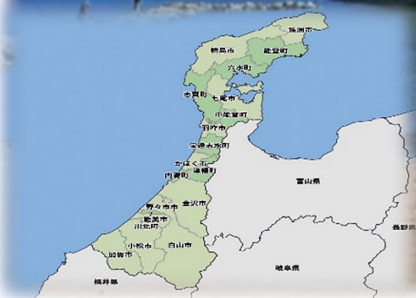 珠洲市
輪島市
能登町
穴水町
志賀町
七尾市
中能登町
羽咋市
宝達志水町
かほく市
津幡町
内灘町
金沢市
野々市市
能美市
川北町
小松市
白山市
加賀市
富山県
長野県
岐阜県
福井県